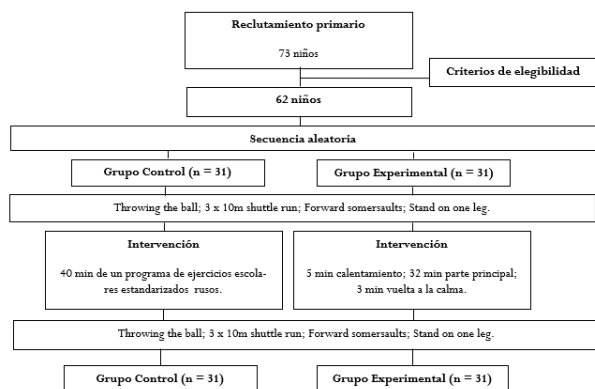 Reclutamiento primario
73 niños
Criterios de elegibilidad
62 niños
Secuencia aleatoria
Grupo Control (n = 31)
Grupo Experimental (n = 31)
Throwing the ball; 3 x 10m shuttle run; Forward somersaults; Stand on one leg.
Intervención
40 min de un programa de ejercicios escola-
res estandarizados rusos.
Intervención
5 min calentamiento; 32 min parte principal;
3 min vuelta a la calma.
Throwing the ball; 3 x 10m shuttle run; Forward somersaults; Stand on one leg.
Grupo Control (n = 31)
Grupo Experimental (n = 31)